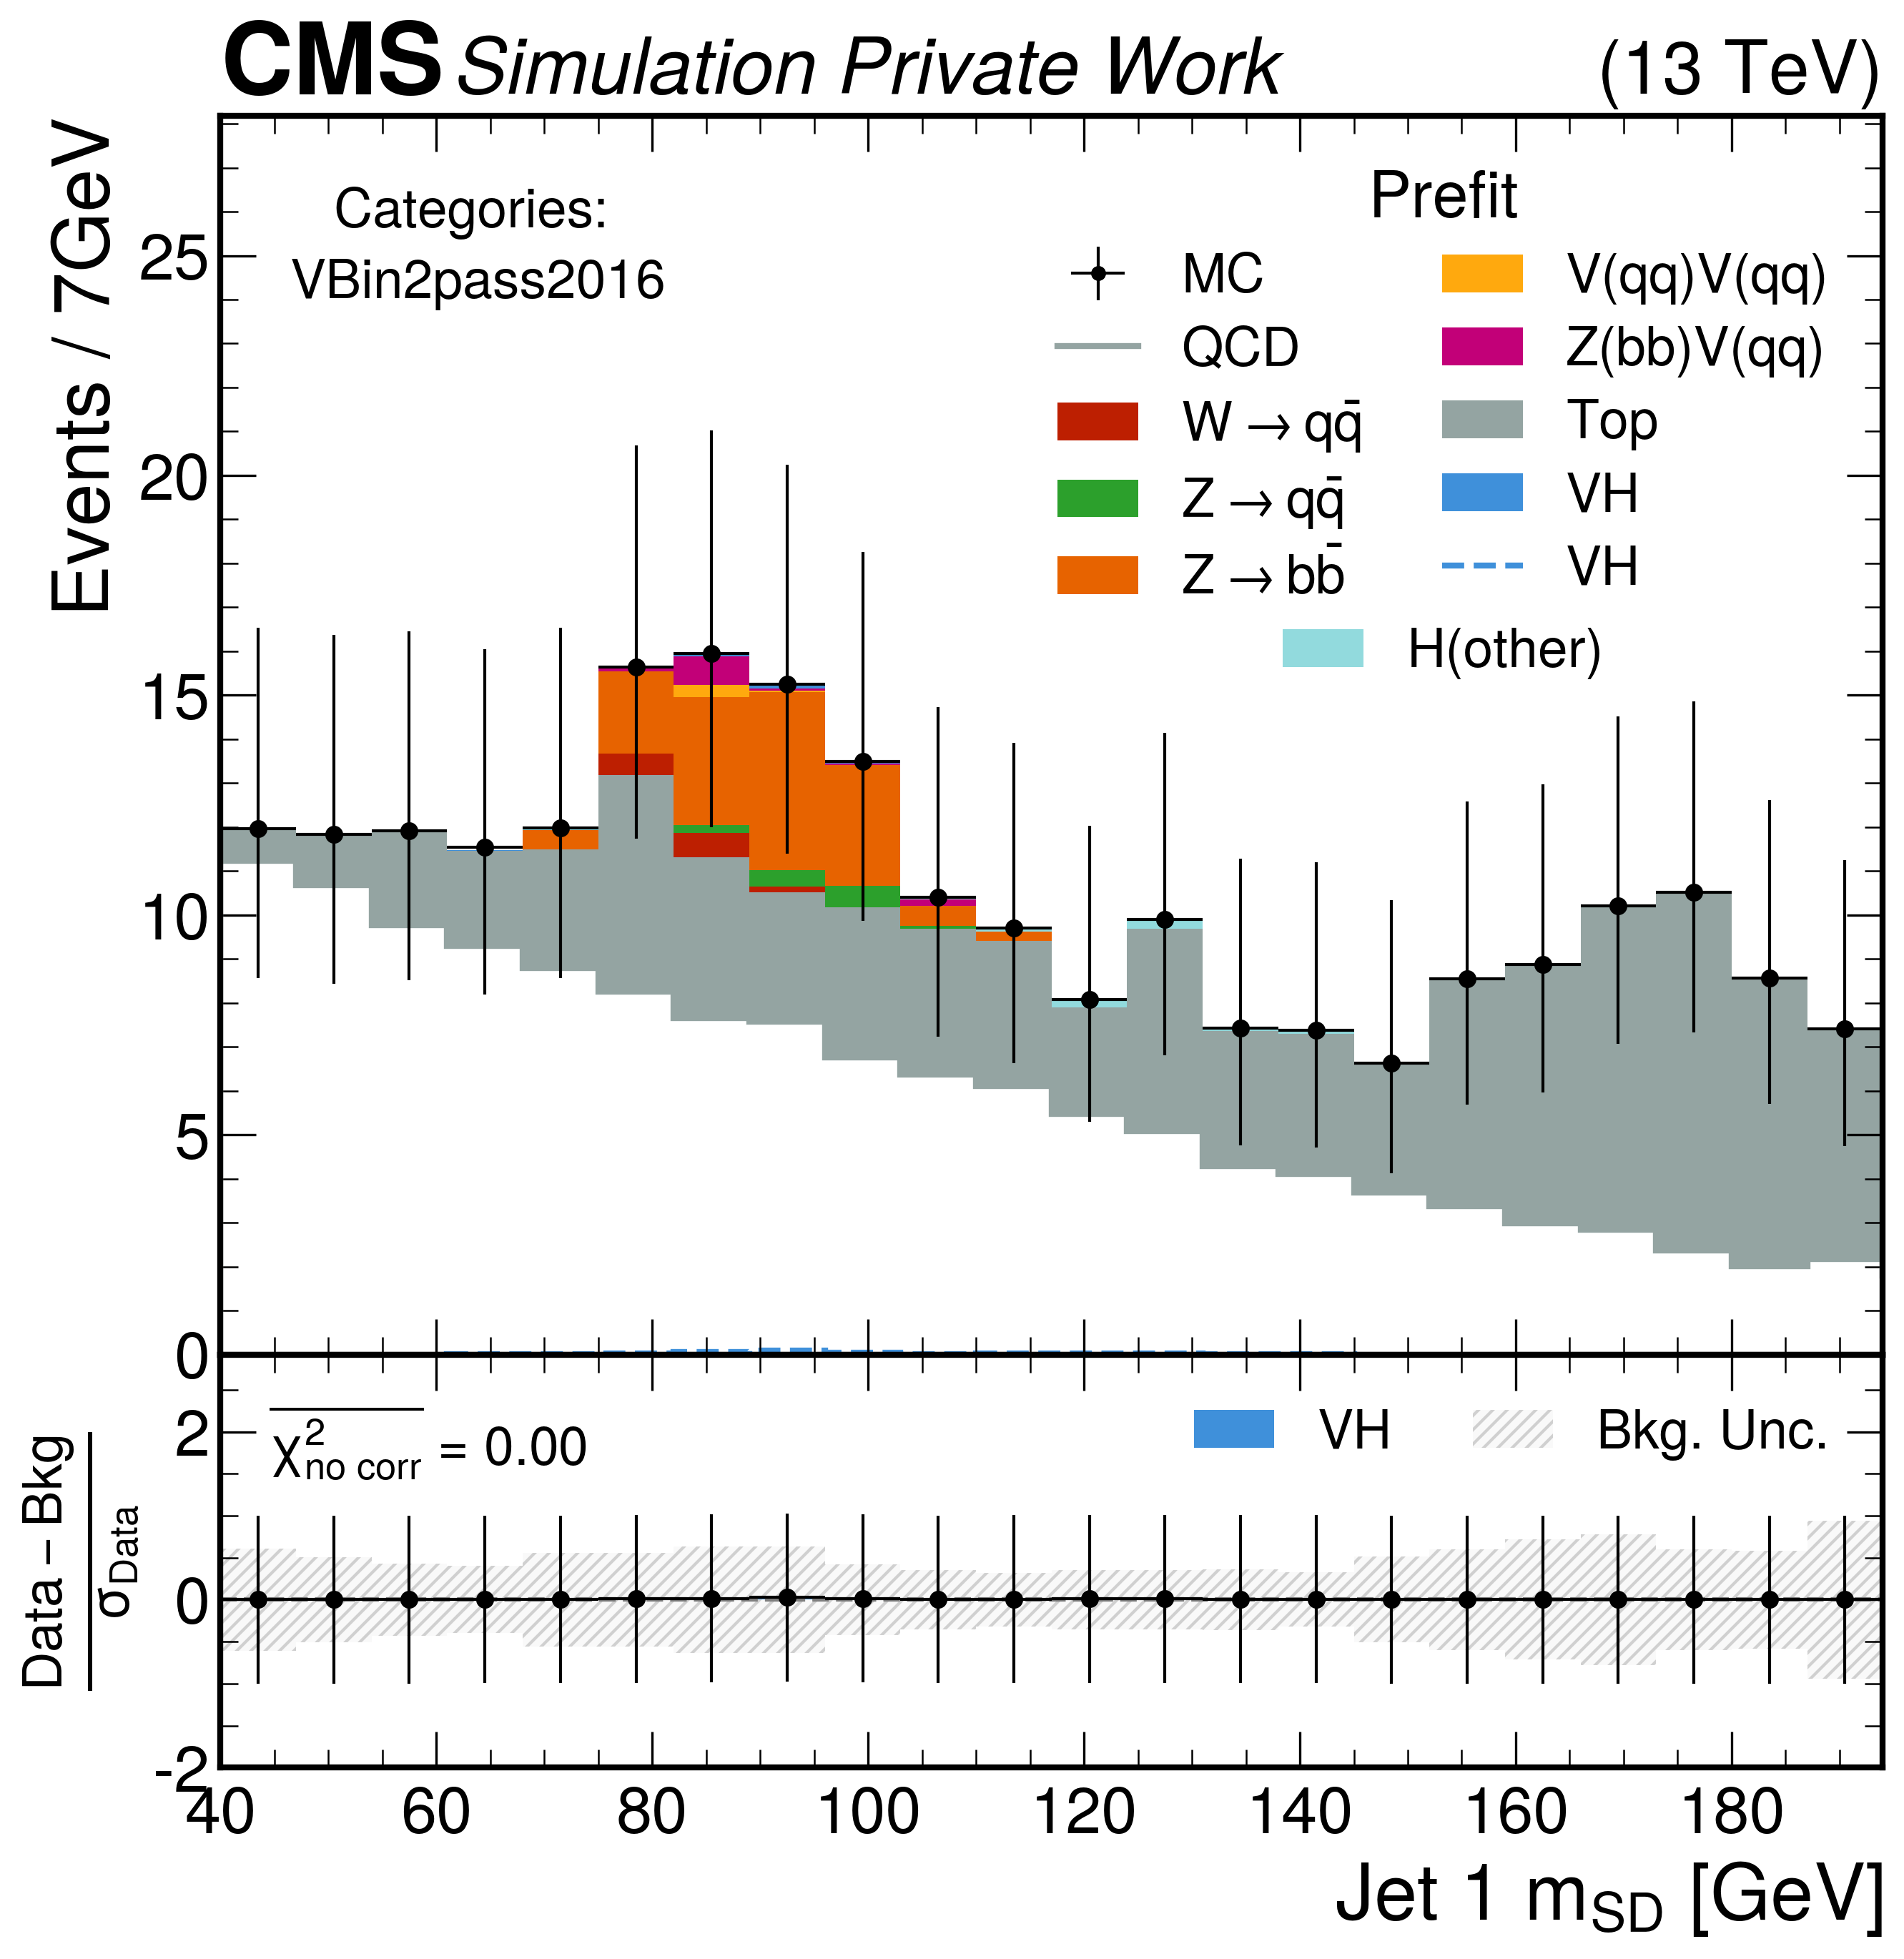 CMS Simulation Private Work (13 TeV)
Events / 7GeV
Categories:
VBin2pass2016
Prefit
MC
QCD
W → qq̄
Z → qq̄
Z → bb̄
V(qq)V(qq)
Z(bb)V(qq)
Top
VH
VH
H(other)
25
20
15
10
5
0
χ²no corr = 0.00
VH
Bkg. Unc.
Data − Bkg
σData
2
0
-2
40 60 80 100 120 140 160 180
Jet 1 mSD [GeV]